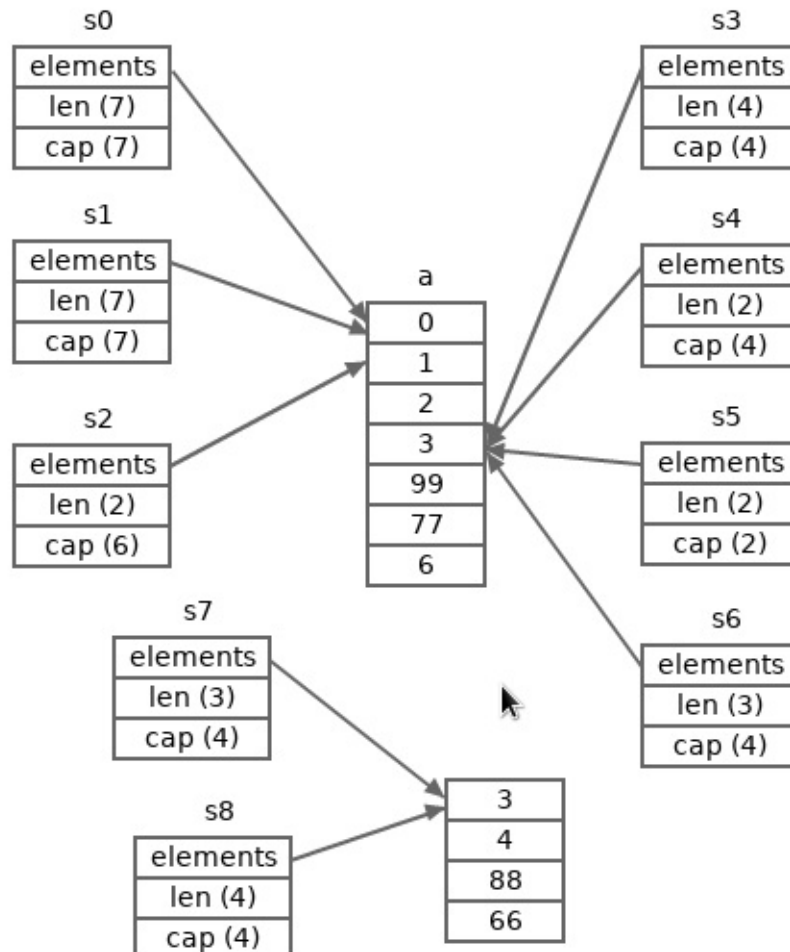 s0
elements
len (7)
cap (7)
s1
elements
len (7)
cap (7)
s2
elements
len (2)
cap (6)
s3
elements
len (4)
cap (4)
s4
elements
len (2)
cap (4)
s5
elements
len (2)
cap (2)
s6
elements
len (3)
cap (4)
a
0
1
2
3
99
77
6
s7
elements
len (3)
cap (4)
s8
elements
len (4)
cap (4)
3
4
88
66